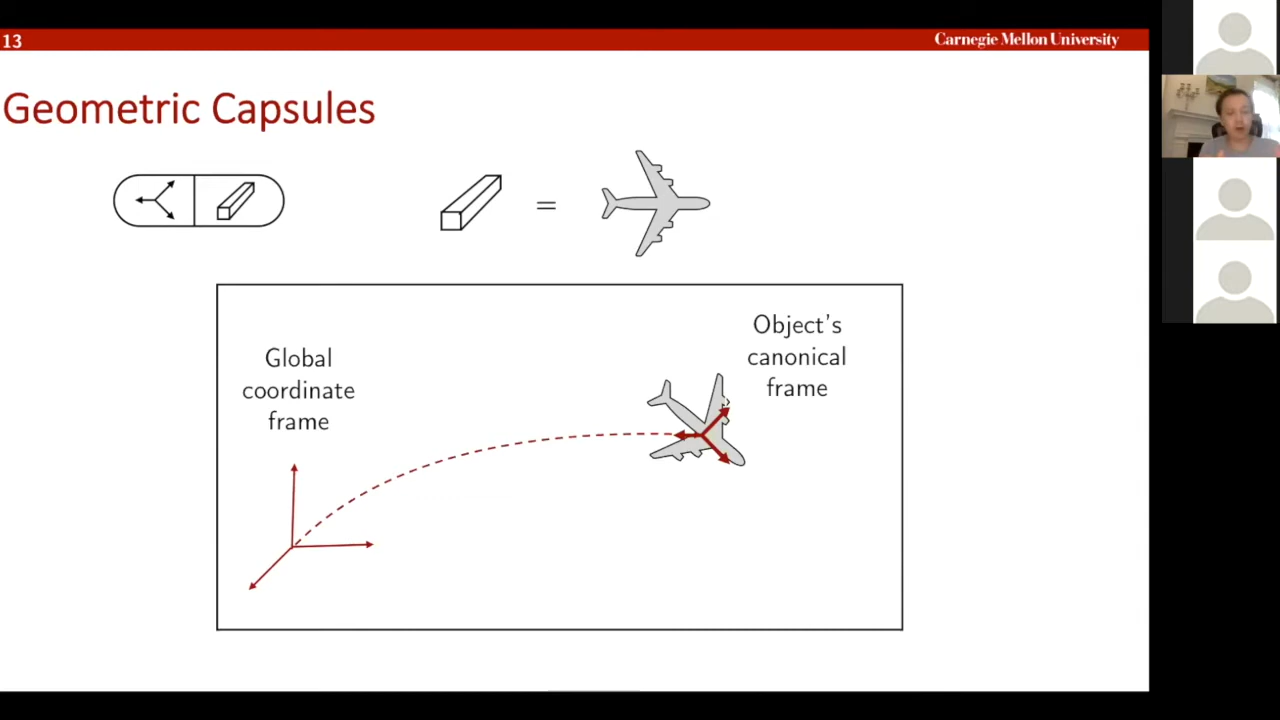 13
Carnegie Mellon University
Geometric Capsules
=
Global
coordinate
frame
Object's
canonical
frame